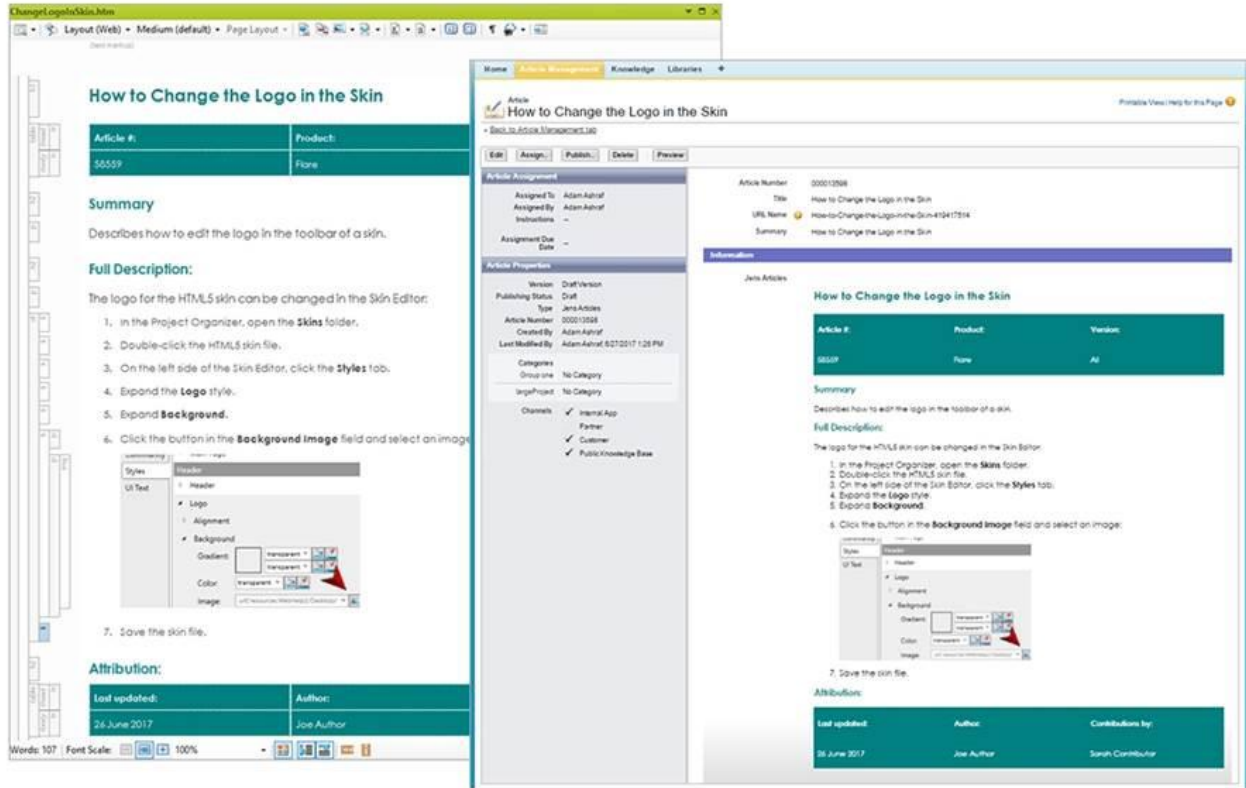 ChangeLogoInSkin.htm
Layout (Web) Medium (default) Page Layout
How to Change the Logo in the Skin
Article #: Product:
58559 Flare
Summary
Describes how to edit the logo in the toolbar of a skin.
Full Description:
The logo for the HTML5 skin can be changed in the Skin Editor:
1. In the Project Organizer, open the Skins folder.
2. Double-click the HTML5 skin file.
3. On the left side of the Skin Editor, click the Styles tab.
4. Expand the Logo style.
5. Expand Background.
6. Click the button in the Background Image field and select an image
Styles Header
UI Text Header
Logo
Alignment
Background
Gradient: transparent
transparent
Color: transparent
Image:
7. Save the skin file.
Attribution:
Last updated: Author:
26 June 2017 Joe Author
Words: 107 Font Scale: 100%
Home Article Management Knowledge Libraries +
Article
How to Change the Logo in the Skin
Printable View | Help for this Page
« Back to Article Management tab
Edit Assign... Publish... Delete Preview
Article Assignment
Assigned To Adam Ashraf
Assigned By Adam Ashraf
Instructions --
Assignment Due Date --
Article Properties
Version Draft Version
Publishing Status Draft
Type Jens Articles
Article Number 000013598
Created By Adam Ashraf
Last Modified By Adam Ashraf, 6/27/2017 1:26 PM
Categories
Group one No Category
largeProject No Category
Channels ✓ Internal App
Partner
✓ Customer
✓ Public Knowledge Base
Article Number 000013598
Title How to Change the Logo in the Skin
URL Name How-to-Change-the-Logo-in-the-Skin-419417514
Summary How to Change the Logo in the Skin
Information
Jens Articles
How to Change the Logo in the Skin
Article #: Product: Version:
58559 Flare All
Summary
Describes how to edit the logo in the toolbar of a skin.
Full Description:
The logo for the HTML5 skin can be changed in the Skin Editor:
1. In the Project Organizer, open the Skins folder.
2. Double-click the HTML5 skin file.
3. On the left side of the Skin Editor, click the Styles tab.
4. Expand the Logo style.
5. Expand Background.
6. Click the button in the Background Image field and select an image:
Styles Header
UI Text Header
Logo
Alignment
Background
Gradient: transparent
transparent
Color: transparent
Image:
7. Save the skin file.
Attribution:
Last updated: Author: Contributions by:
26 June 2017 Joe Author Sarah Contributor